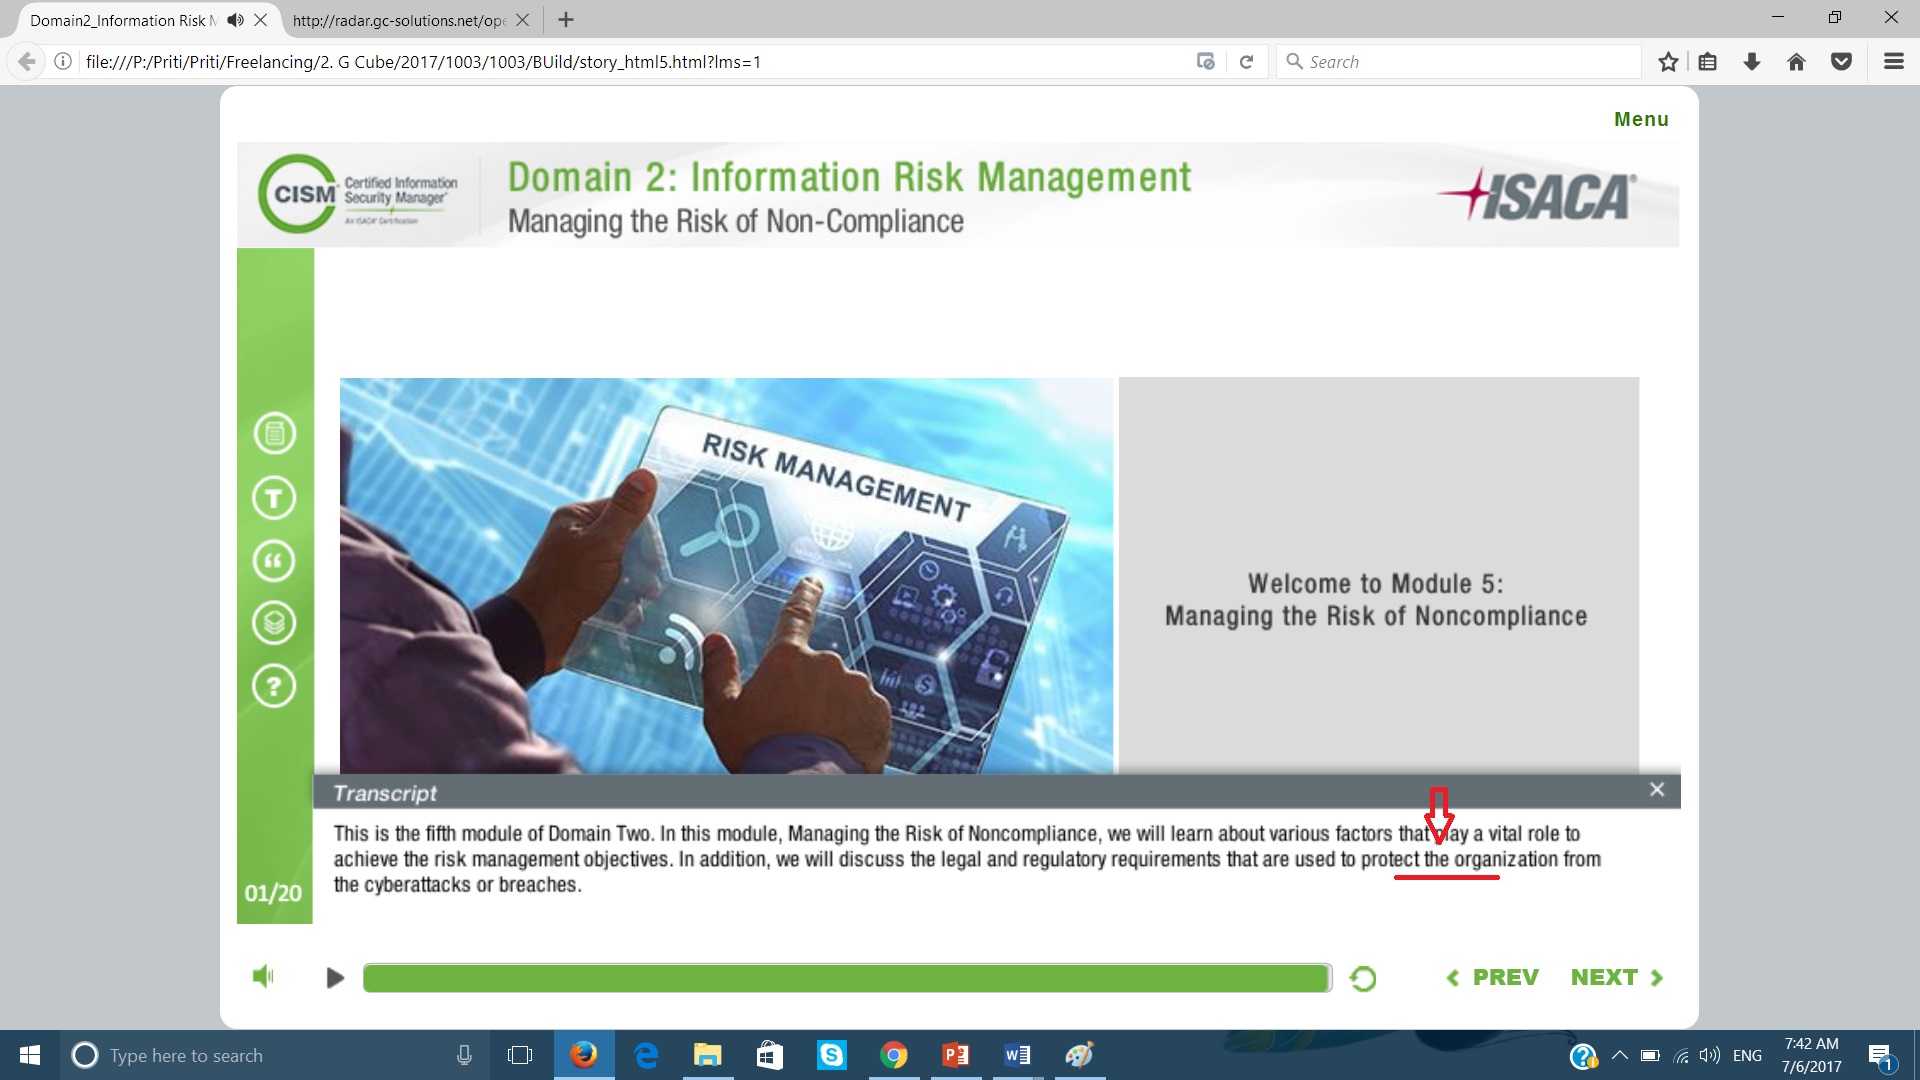 Domain2_Information Risk M
http://radar.gc-solutions.net/ope
file:///P:/Priti/Priti/Freelancing/2. G Cube/2017/1003/1003/BUild/story_html5.html?lms=1
Search
Menu
CISM Certified Information Security Manager
An ISACA Certification
Domain 2: Information Risk Management
Managing the Risk of Non-Compliance
ISACA®
RISK MANAGEMENT
T
Welcome to Module 5:
Managing the Risk of Noncompliance
?
Transcript
This is the fifth module of Domain Two. In this module, Managing the Risk of Noncompliance, we will learn about various factors that may a vital role to
achieve the risk management objectives. In addition, we will discuss the legal and regulatory requirements that are used to protect the organization from
the cyberattacks or breaches.
01/20
PREV NEXT
Type here to search
ENG
7:42 AM
7/6/2017
1